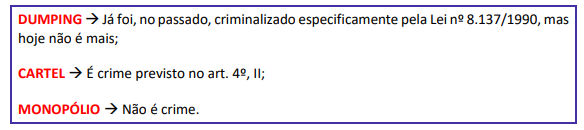 DUMPING → Já foi, no passado, criminalizado especificamente pela Lei nº 8.137/1990, mas
hoje não é mais;
CARTEL → É crime previsto no art. 4º, II;
MONOPÓLIO → Não é crime.